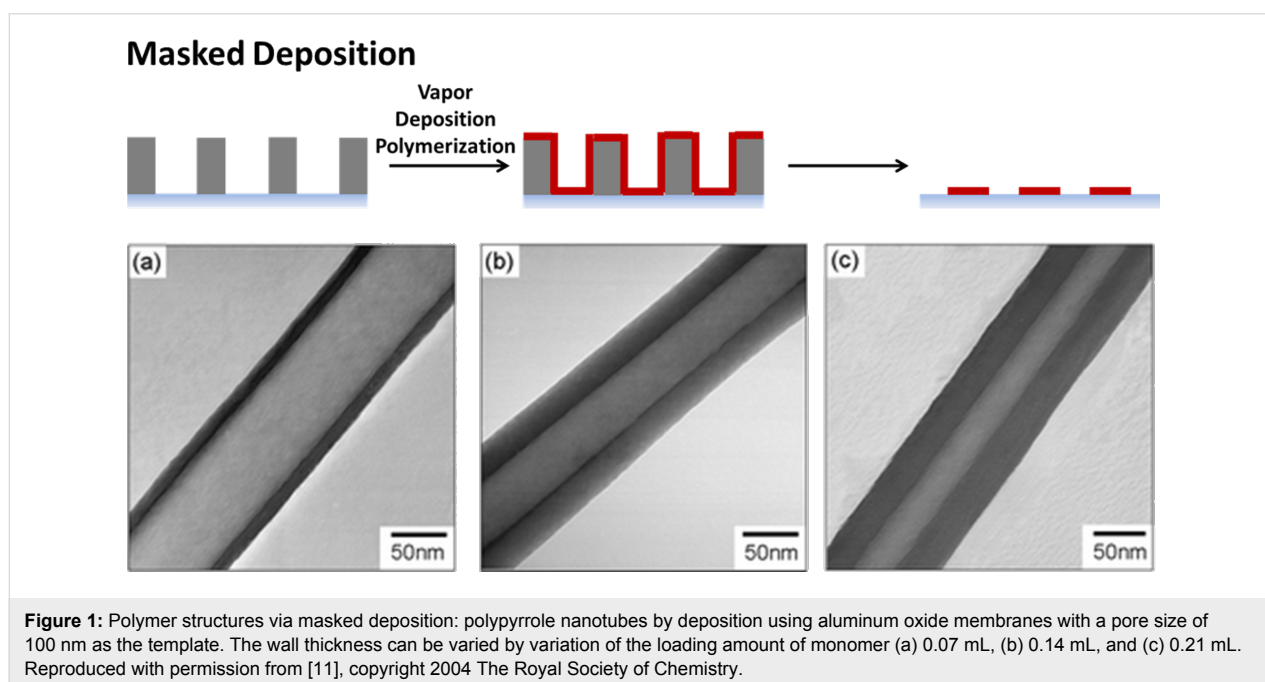 Masked Deposition
Vapor
Deposition
Polymerization
(a)
50nm
(b)
50nm
(c)
50nm
Figure 1: Polymer structures via masked deposition: polypyrrole nanotubes by deposition using aluminum oxide membranes with a pore size of
100 nm as the template. The wall thickness can be varied by variation of the loading amount of monomer (a) 0.07 mL, (b) 0.14 mL, and (c) 0.21 mL.
Reproduced with permission from [11], copyright 2004 The Royal Society of Chemistry.